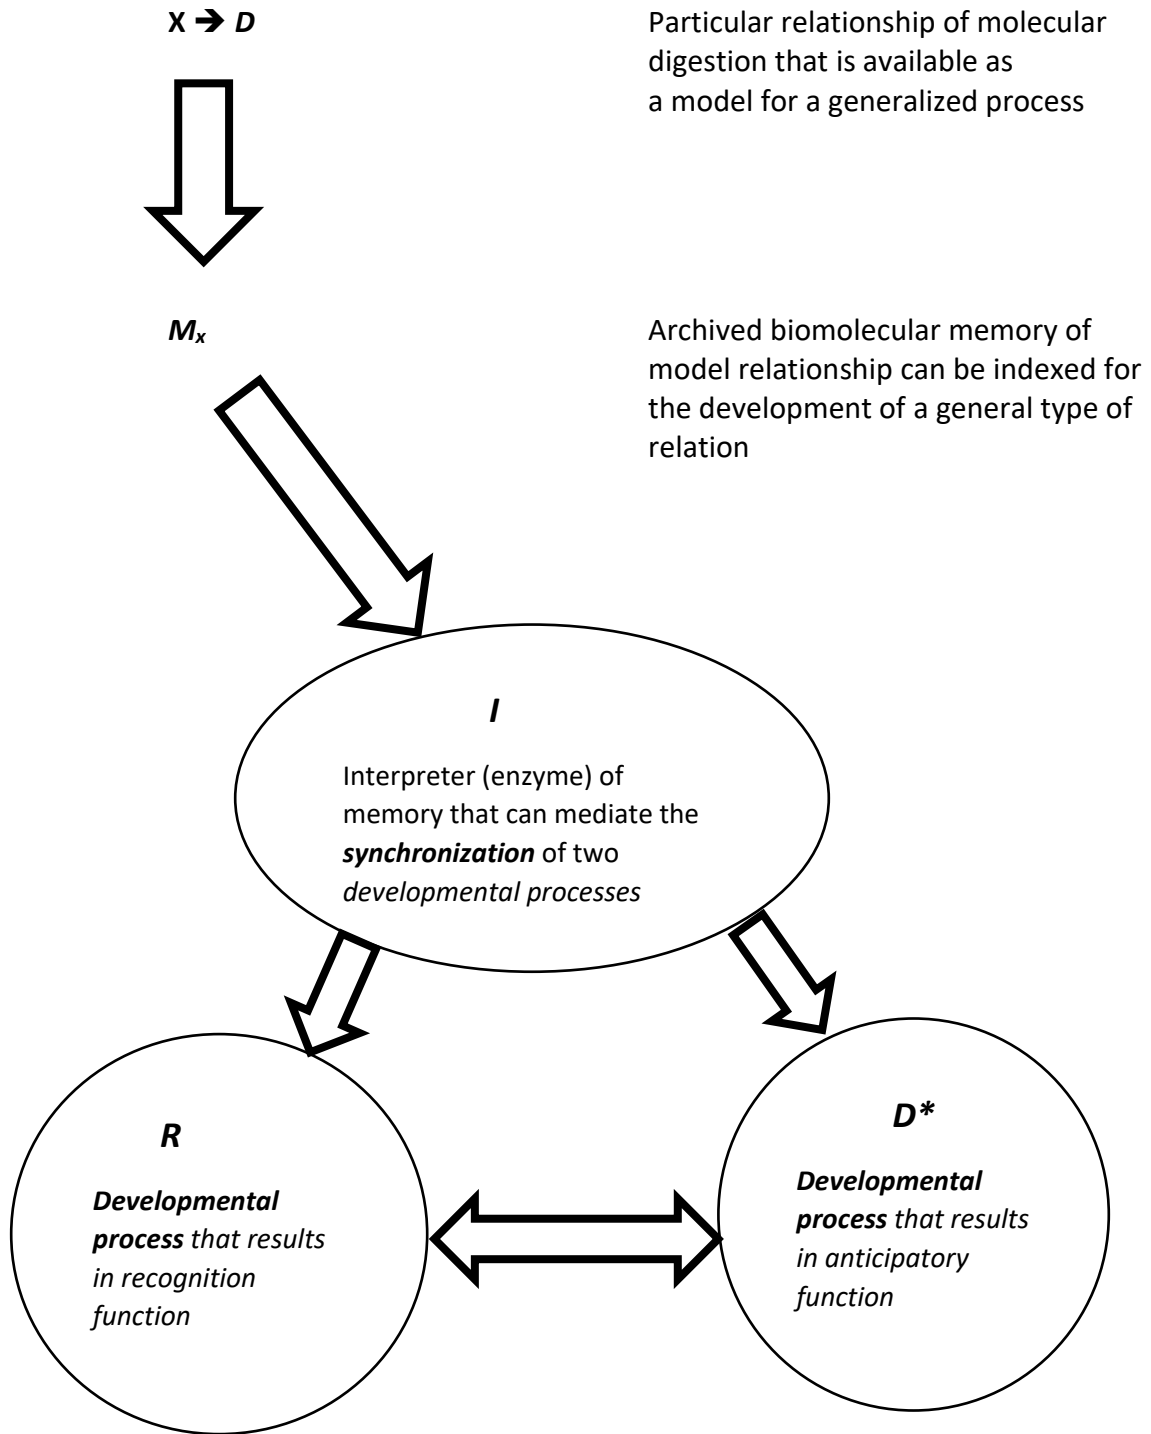 X ➔ D
Particular relationship of molecular
digestion that is available as
a model for a generalized process
Mx
Archived biomolecular memory of
model relationship can be indexed for
the development of a general type of
relation
I
Interpreter (enzyme) of
memory that can mediate the
synchronization of two
developmental processes
R
Developmental
process that results
in recognition
function
D*
Developmental
process that results
in anticipatory
function